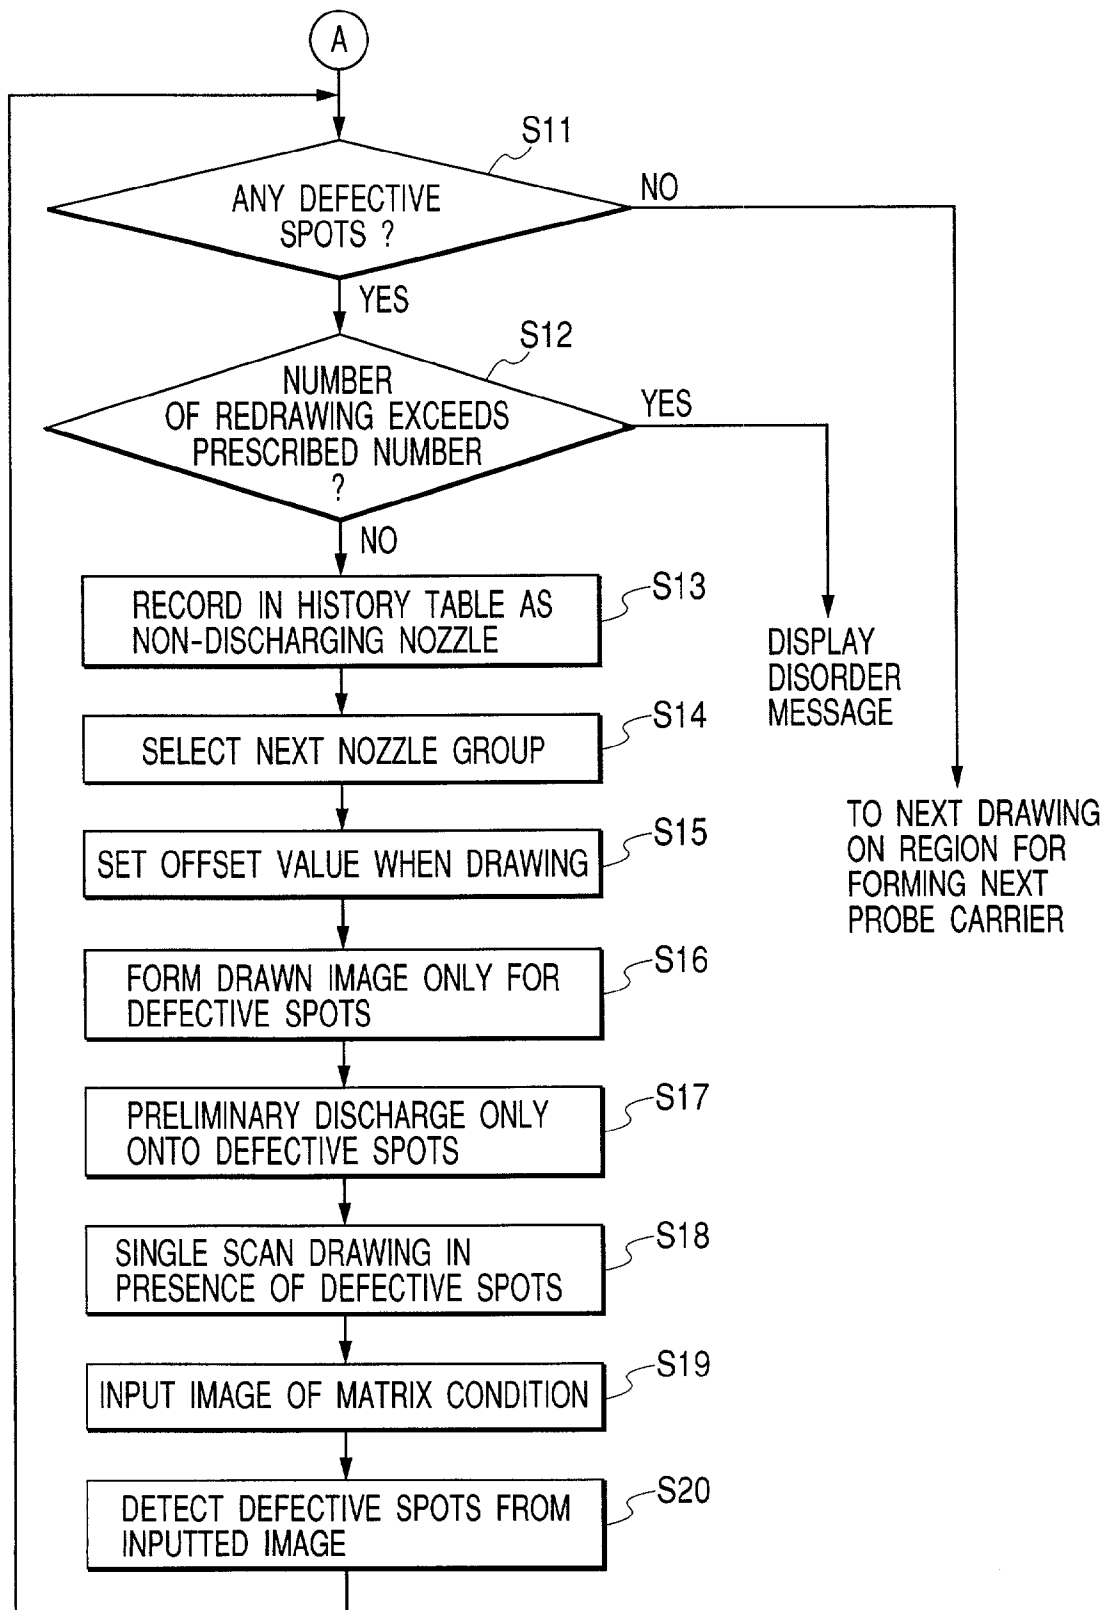 A
S11
ANY DEFECTIVE
SPOTS ?
NO
YES
S12
NUMBER
OF REDRAWING EXCEEDS
PRESCRIBED NUMBER
?
YES
NO
S13
RECORD IN HISTORY TABLE AS
NON-DISCHARGING NOZZLE
DISPLAY
DISORDER
MESSAGE
S14
SELECT NEXT NOZZLE GROUP
TO NEXT DRAWING
ON REGION FOR
FORMING NEXT
PROBE CARRIER
S15
SET OFFSET VALUE WHEN DRAWING
S16
FORM DRAWN IMAGE ONLY FOR
DEFECTIVE SPOTS
S17
PRELIMINARY DISCHARGE ONLY
ONTO DEFECTIVE SPOTS
S18
SINGLE SCAN DRAWING IN
PRESENCE OF DEFECTIVE SPOTS
S19
INPUT IMAGE OF MATRIX CONDITION
S20
DETECT DEFECTIVE SPOTS FROM
INPUTTED IMAGE